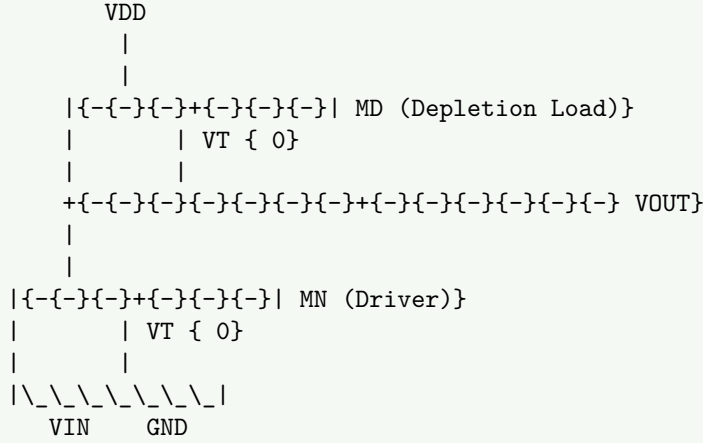 VDD
|
|
|{-{-}{-}+{-}{-}{-}| MD (Depletion Load)}
| | VT { 0}
| |
+{-{-}{-}{-}{-}{-}{-}+{-}{-}{-}{-}{-}{-} VOUT}
|
|
|{-{-}{-}+{-}{-}{-}| MN (Driver)}
| | VT { 0}
| |
|\_\_\_\_\_\_\_|
VIN GND